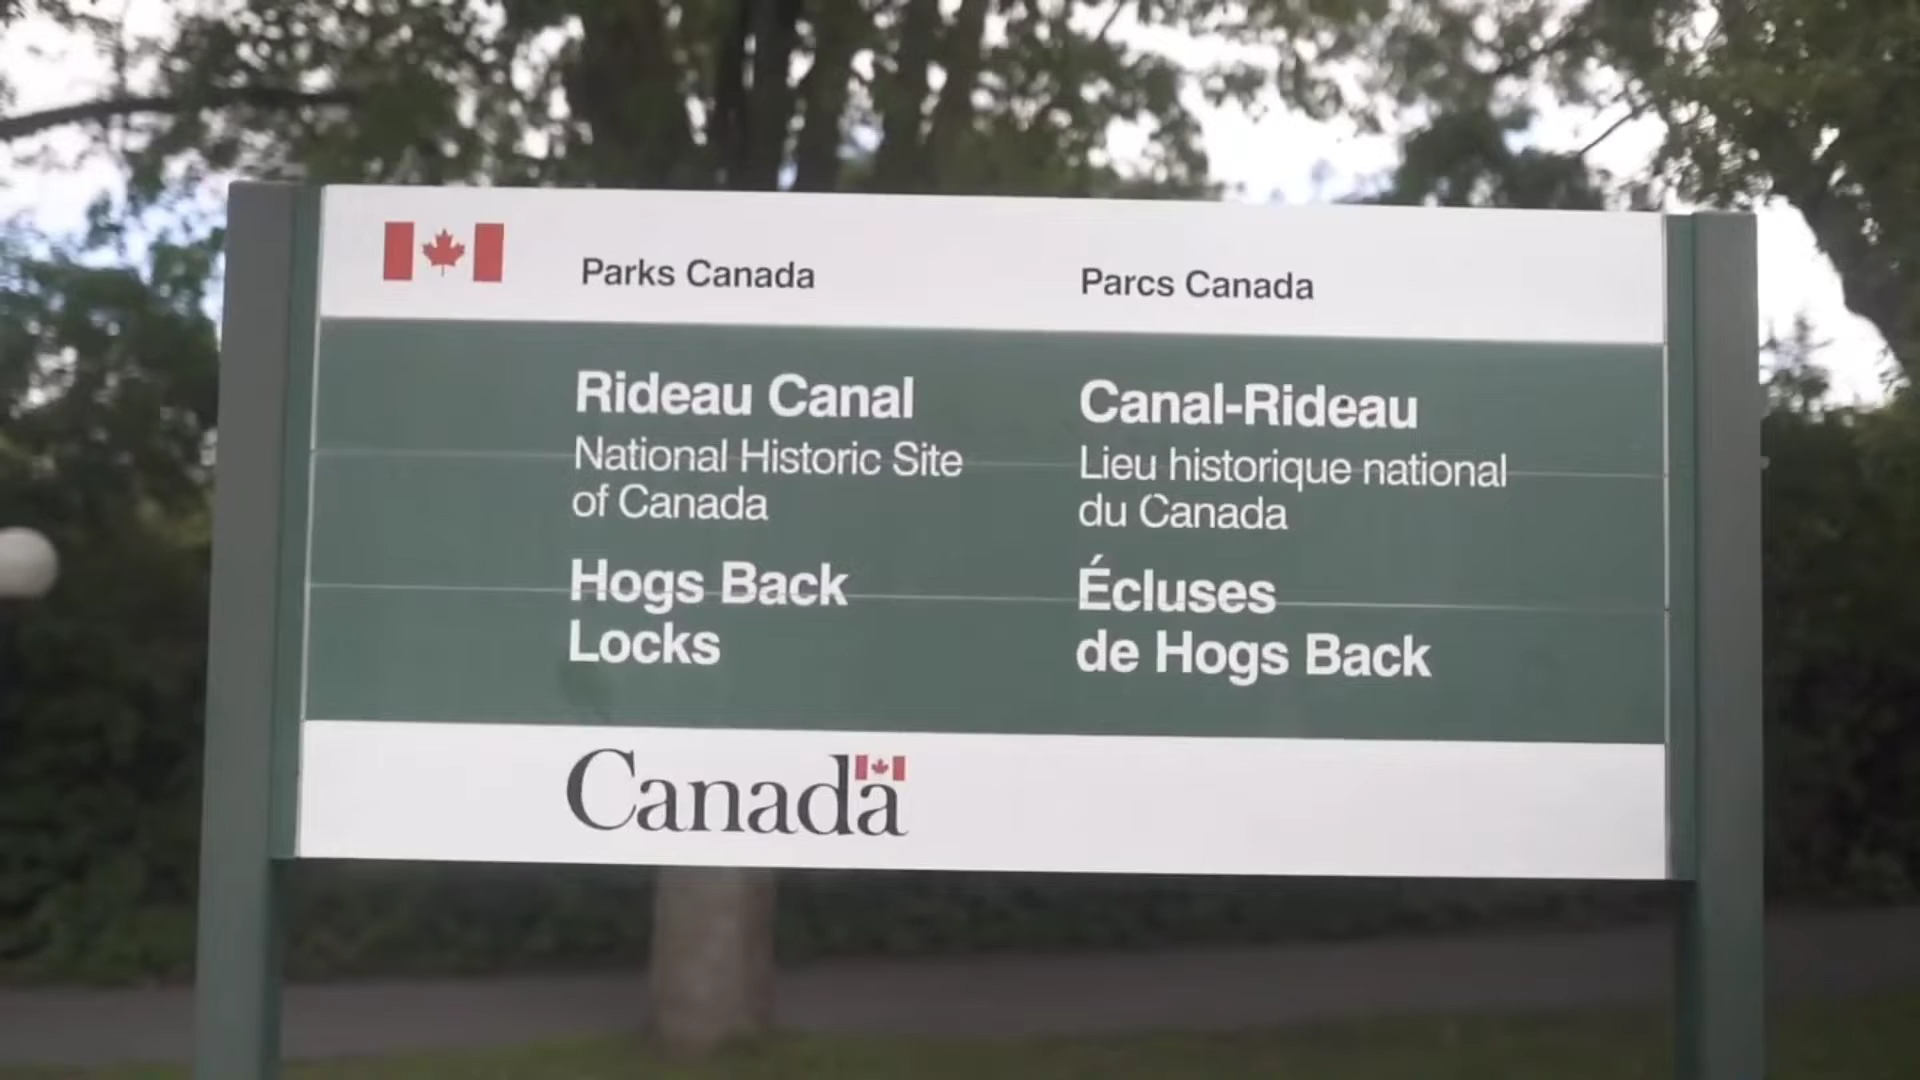 Parks Canada
Parcs Canada
Rideau Canal
National Historic Site
of Canada
Hogs Back
Locks
Canal-Rideau
Lieu historique national
du Canada
Écluses
de Hogs Back
Canada